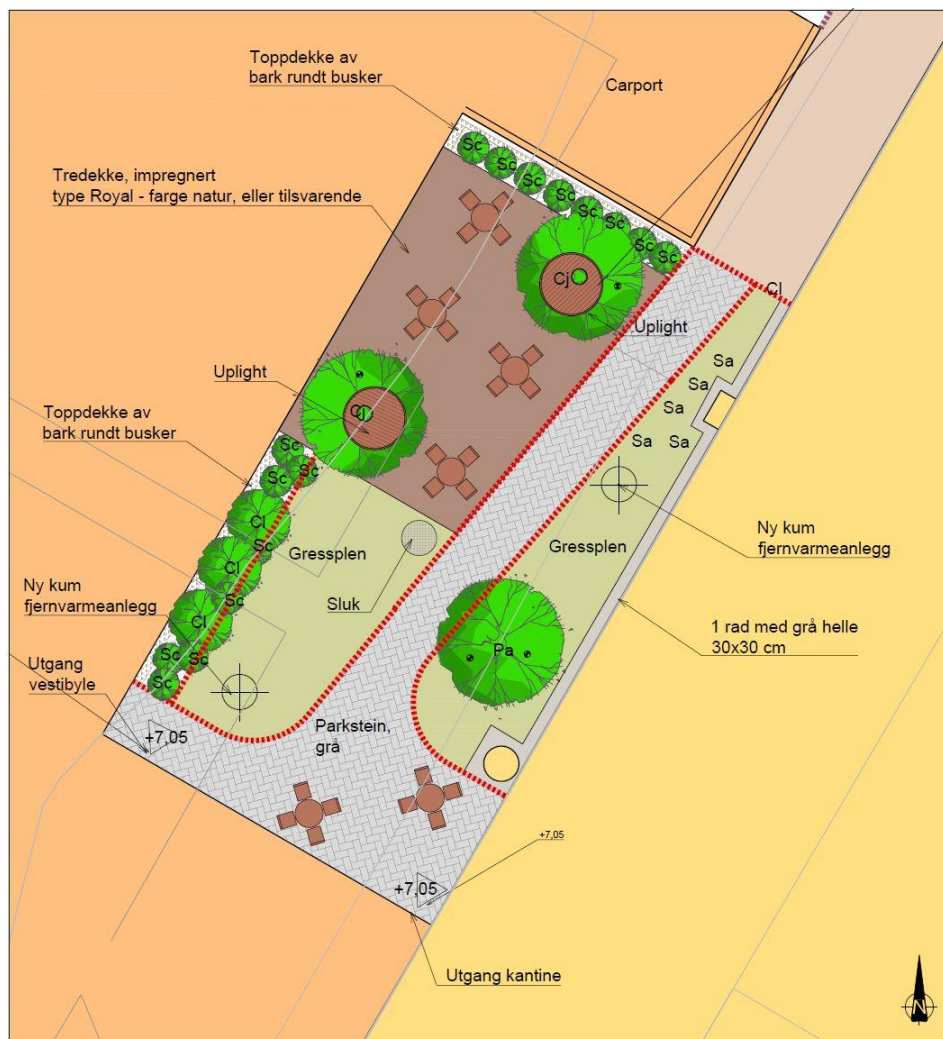 Toppdekke av
bark rundt busker
Carport
Sc
Sc
Sc
Sc
Sc
Sc
Sc
Sc
Tredekke, impregnert
type Royal - farge natur, eller tilsvarende
Cj
Cl
Uplight
Uplight
Sa
Sa
Sa
Sa
Sa
Toppdekke av
bark rundt busker
Sc
Sc
Sc
Cl
Sc
Cl
Sc
Cl
Sc
Sc
Sc
Gressplen
Sluk
Gressplen
Ny kum
fjernvarmeanlegg
Ny kum
fjernvarmeanlegg
1 rad med grå helle
30x30 cm
Pa
Utgang
vestibyle
+7,05
Parkstein,
grå
+7,05
+7,05
Utgang kantine
N